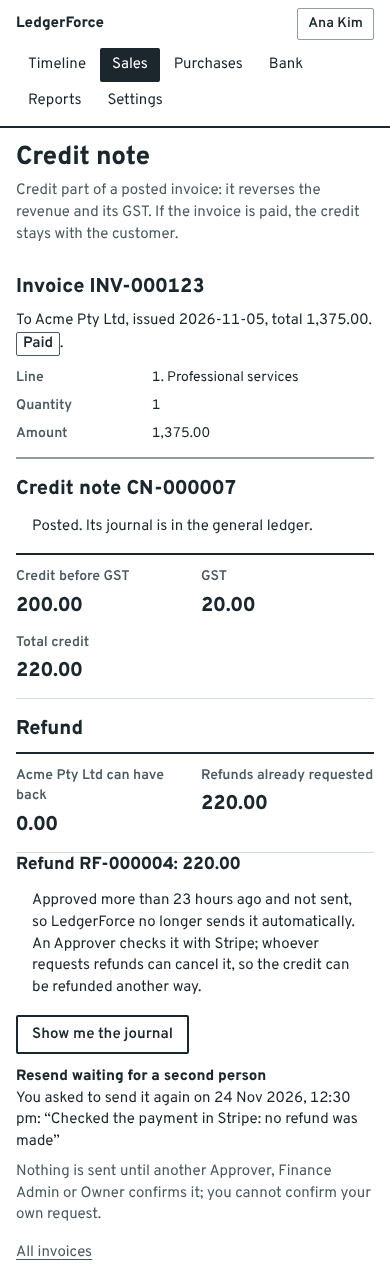 LedgerForce
Ana Kim
Timeline Sales Purchases Bank
Reports Settings
Credit note
Credit part of a posted invoice: it reverses the
revenue and its GST. If the invoice is paid, the credit
stays with the customer.
Invoice INV-000123
To Acme Pty Ltd, issued 2026-11-05, total 1,375.00.
Paid.
Line 1. Professional services
Quantity 1
Amount 1,375.00
Credit note CN-000007
Posted. Its journal is in the general ledger.
Credit before GST GST
200.00 20.00
Total credit
220.00
Refund
Acme Pty Ltd can have
back
0.00
Refunds already requested
220.00
Refund RF-000004: 220.00
Approved more than 23 hours ago and not sent,
so LedgerForce no longer sends it automatically.
An Approver checks it with Stripe; whoever
requests refunds can cancel it, so the credit can
be refunded another way.
Show me the journal
Resend waiting for a second person
You asked to send it again on 24 Nov 2026, 12:30
pm: “Checked the payment in Stripe: no refund was
made”
Nothing is sent until another Approver, Finance
Admin or Owner confirms it; you cannot confirm your
own request.
All invoices